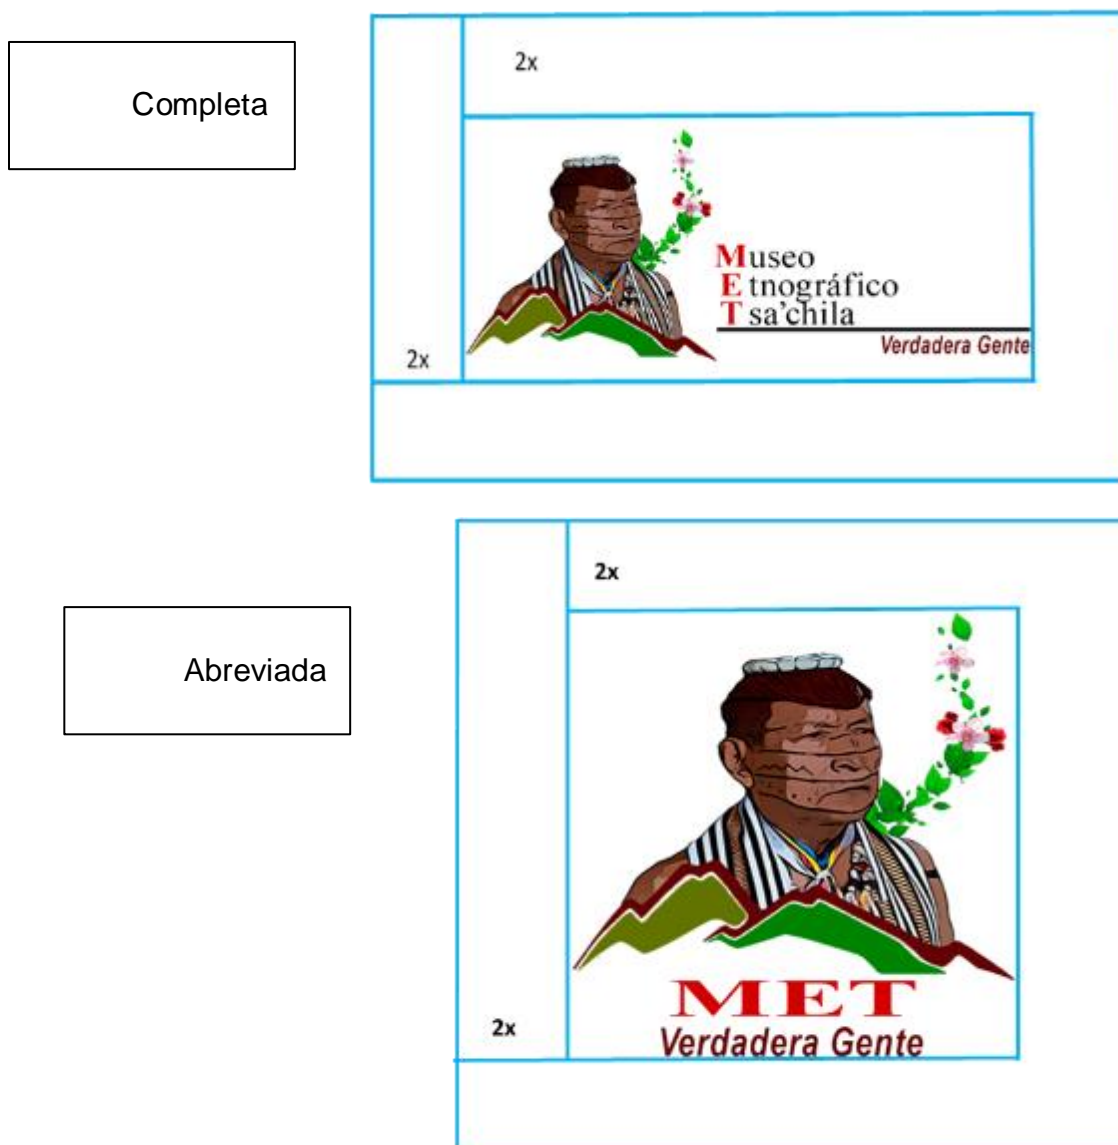 Completa
2x
2x
Museo
Etnográfico
Tsa'chila
Verdadera Gente
Abreviada
2x
2x
MET
Verdadera Gente